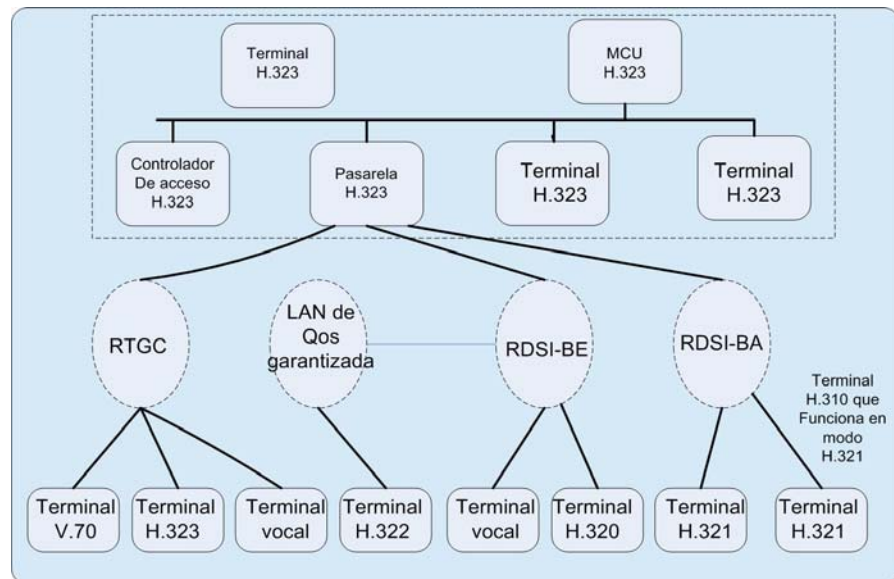 Terminal
H.323
MCU
H.323
Controlador
De acceso
H.323
Pasarela
H.323
Terminal
H.323
Terminal
H.323
RTGC
LAN de
Qos
garantizada
RDSI-BE
RDSI-BA
Terminal
H.310 que
Funciona en
modo
H.321
Terminal
V.70
Terminal
H.323
Terminal
vocal
Terminal
H.322
Terminal
vocal
Terminal
H.320
Terminal
H.321
Terminal
H.321